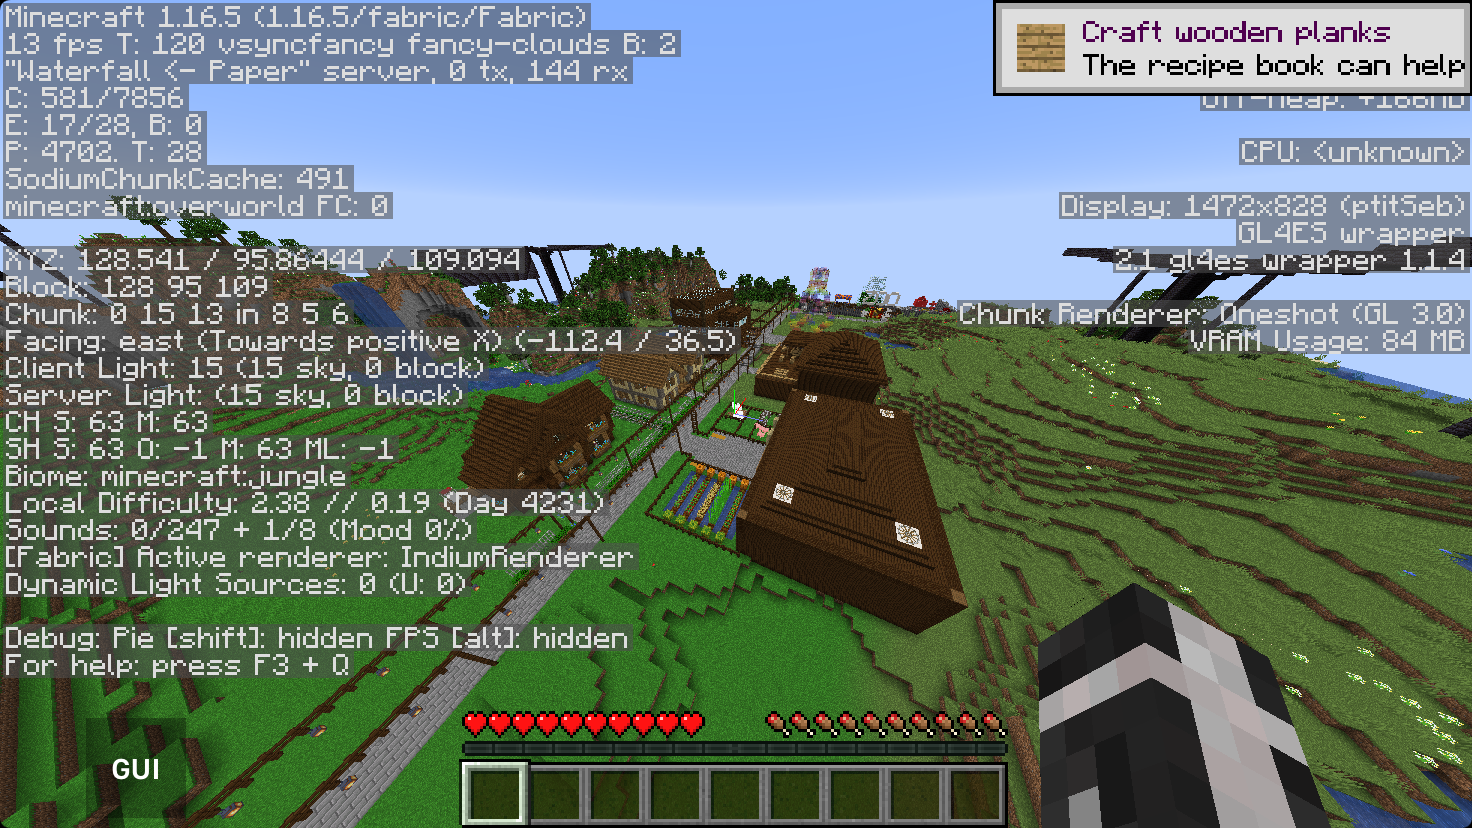 Minecraft 1.16.5 (1.16.5/fabric/Fabric)
13 fps T: 120 vsyncfancy fancy-clouds B: 2
"Waterfall <- Paper" server, 0 tx, 144 rx
C: 581/7856
E: 17/28, B: 0
P: 4702. T: 28
SodiumChunkCache: 491
minecraft:overworld FC: 0
XYZ: 128.541 / 95.86444 / 109.094
Block: 128 95 109
Chunk: 0 15 13 in 8 5 6
Facing: east (Towards positive X) (-112.4 / 36.5)
Client Light: 15 (15 sky, 0 block)
Server Light: (15 sky, 0 block)
CH S: 63 M: 63
SH S: 63 O: -1 M: 63 ML: -1
Biome: minecraft:jungle
Local Difficulty: 2.38 // 0.19 (Day 4231)
Sounds: 0/247 + 1/8 (Mood 0%)
[Fabric] Active renderer: IndiumRenderer
Dynamic Light Sources: 0 (U: 0)
Debug: Pie [shift]: hidden FPS [alt]: hidden
For help: press F3 + Q
GUI
Craft wooden planks
The recipe book can help
Off-Heap: +166MB
CPU: <unknown>
Display: 1472x828 (ptitSeb)
GL4ES wrapper
2.1 gl4es wrapper 1.1.4
Chunk Renderer: Oneshot (GL 3.0)
VRAM Usage: 84 MB